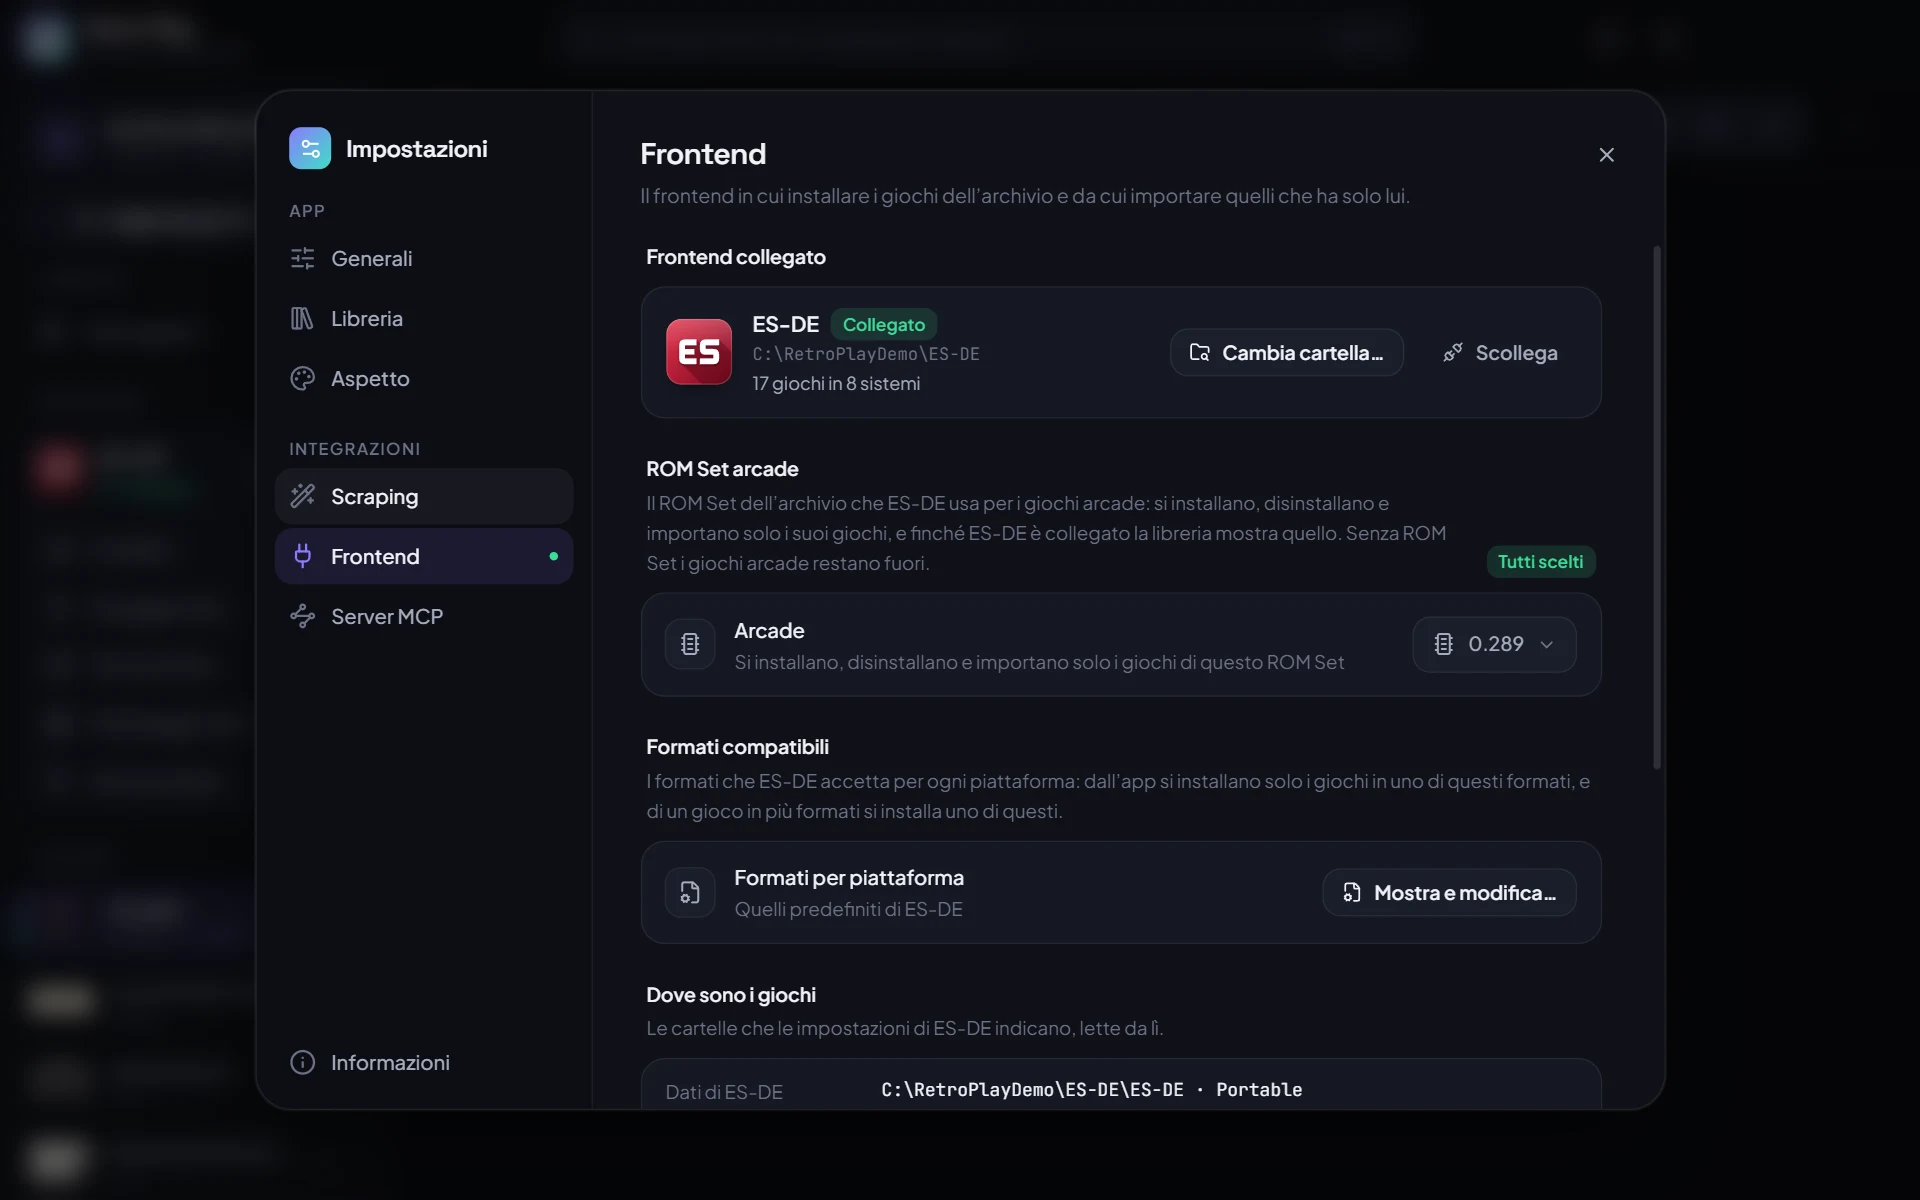 Impostazioni
APP
Generali
Libreria
Aspetto
INTEGRAZIONI
Scraping
Frontend
Server MCP
Informazioni
Frontend
Il frontend in cui installare i giochi dell’archivio e da cui importare quelli che ha solo lui.
Frontend collegato
ES
ES-DE Collegato
C:\RetroPlayDemo\ES-DE
17 giochi in 8 sistemi
Cambia cartella...
Scollega
ROM Set arcade
Il ROM Set dell’archivio che ES-DE usa per i giochi arcade: si installano, disinstallano e
importano solo i suoi giochi, e finché ES-DE è collegato la libreria mostra quello. Senza ROM
Set i giochi arcade restano fuori.
Tutti scelti
Arcade
Si installano, disinstallano e importano solo i giochi di questo ROM Set
0.289
Formati compatibili
I formati che ES-DE accetta per ogni piattaforma: dall’app si installano solo i giochi in uno di questi formati, e
di un gioco in più formati si installa uno di questi.
Formati per piattaforma
Quelli predefiniti di ES-DE
Mostra e modifica...
Dove sono i giochi
Le cartelle che le impostazioni di ES-DE indicano, lette da lì.
Dati di ES-DE
C:\RetroPlayDemo\ES-DE\ES-DE · Portable